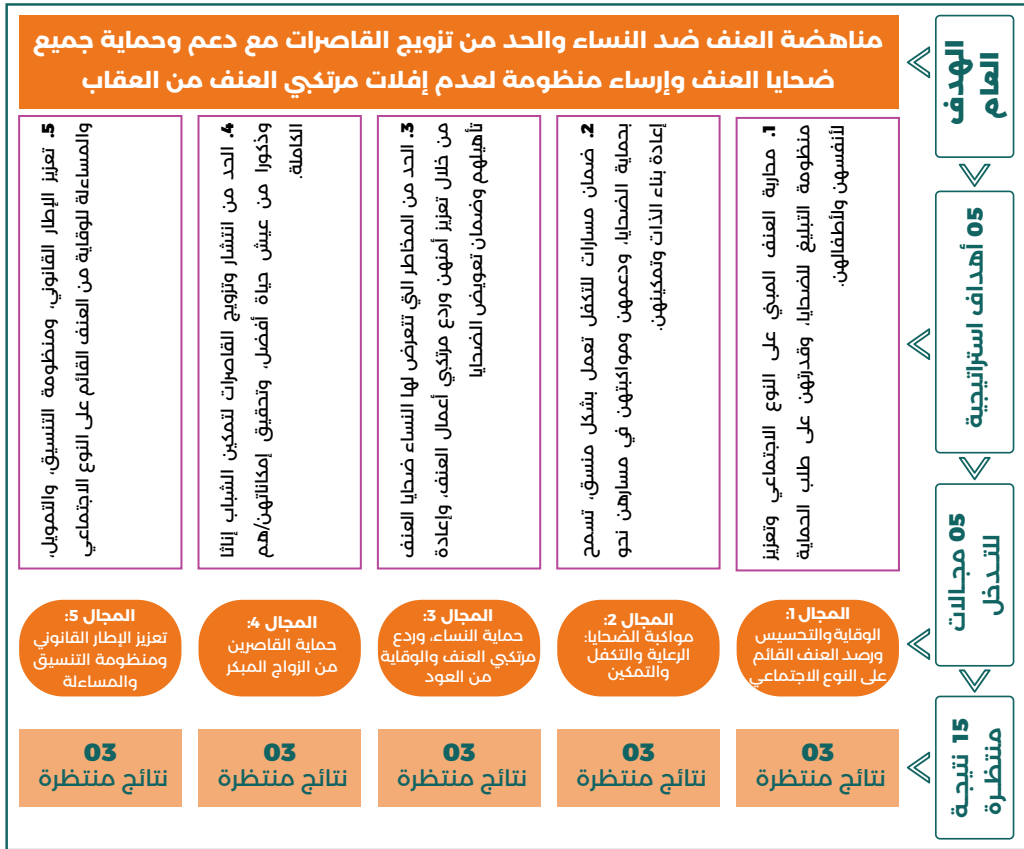 الهدف
العام
مناهضة العنف ضد النساء والحد من تزويج القاصرات مع دعم وحماية جميع
ضحايا العنف وإرساء منظومة لعدم إفلات مرتكبي العنف من العقاب
05 أهداف استراتيجية
1. محاربة العنف المبني على النوع الاجتماعي وتعزيز
منظومة التبليغ للضحايا، وقدرتهن على طلب الحماية
لأنفسهن ولأطفالهن.
2. ضمان مسارات للتكفل تعمل بشكل منسق، تسمح
بحماية الضحايا، ودعمهن ومواكبتهن في مسارهن نحو
إعادة بناء الذات وتمكينهن.
3. الحد من المخاطر التي تتعرض لها النساء ضحايا العنف
من خلال تعزيز أمنهن وردع مرتكبي أعمال العنف، وإعادة
تأهيلهم وضمان تعويض الضحايا
4. الحد من انتشار وتزويج القاصرات لتمكين الشباب إناثا
وذكورا من عيش حياة أفضل، وتحقيق إمكاناتهن/هم
الكاملة.
5. تعزيز الإطار القانوني، ومنظومة التنسيق، والتمويل،
والمساءلة للوقاية من العنف القائم على النوع الاجتماعي
05 مجـالات
للتـدخل
المجال 1:
الوقاية والتحسيس
ورصد العنف القائم
على النوع الاجتماعي
المجال 2:
مواكبة الضحايا:
الرعاية والتكفل
والتمكين
المجال 3:
حماية النساء، وردع
مرتكبي العنف والوقاية
من العود
المجال 4:
حماية القاصرين
من الزواج المبكر
المجال 5:
تعزيز الإطار القانوني
ومنظومة التنسيق
والمساءلة
15 نتيجـة
منتظـرة
03
نتائج منتظرة
03
نتائج منتظرة
03
نتائج منتظرة
03
نتائج منتظرة
03
نتائج منتظرة